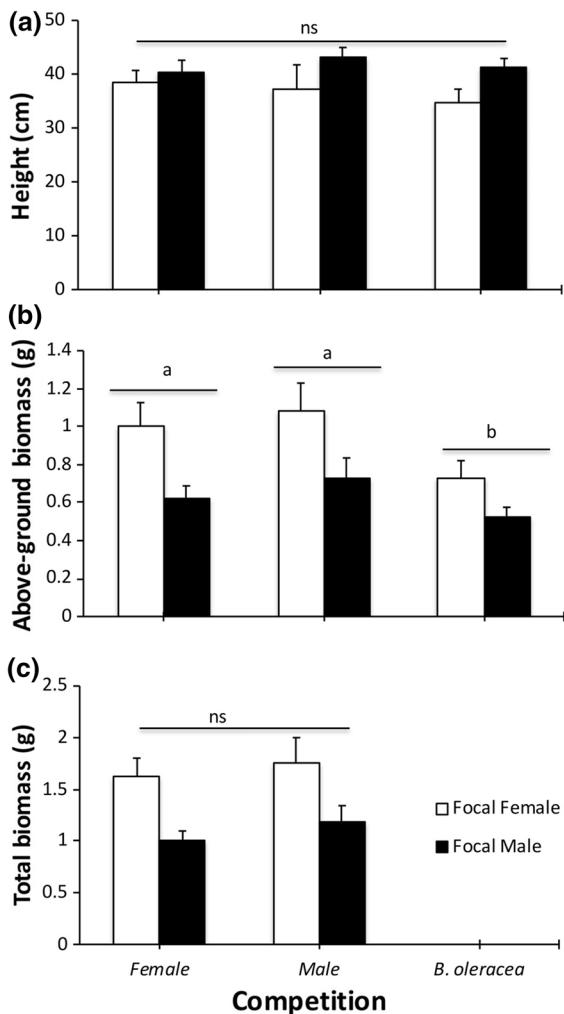 (a)
Height (cm)
50
40
30
20
10
0
ns
(b)
Above-ground biomass (g)
1.4
1.2
1
0.8
0.6
0.4
0.2
0
a
a
b
(c)
Total biomass (g)
2.5
2
1.5
1
0.5
0
ns
Focal Female
Focal Male
Female Male B. oleracea
Competition